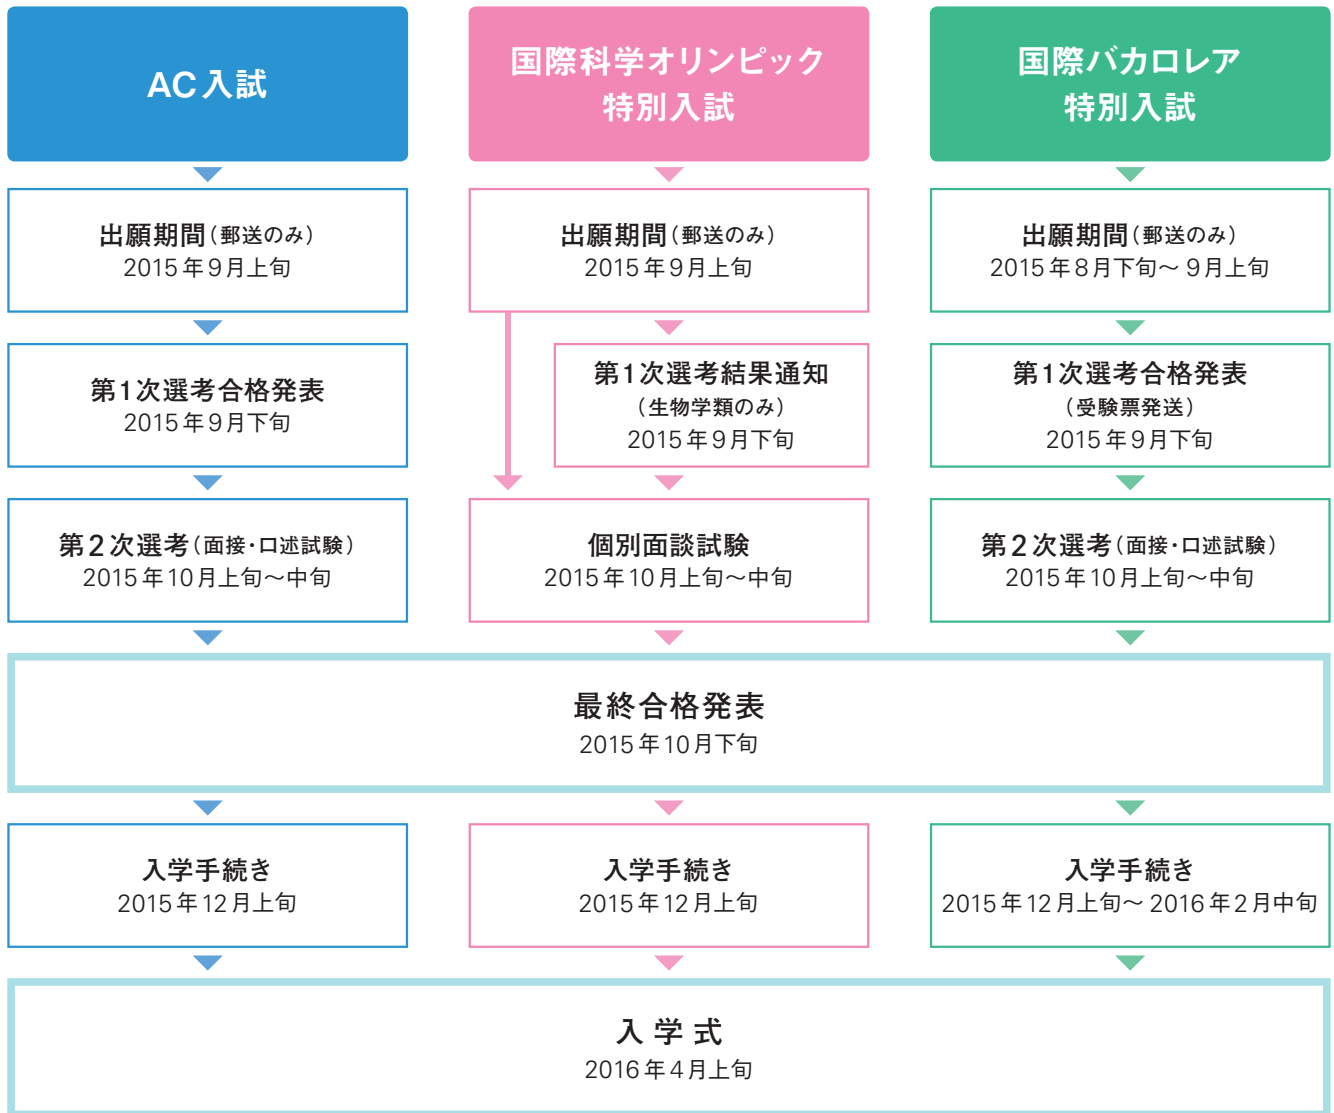 AC入試
国際科学オリンピック
特別入試
国際バカロレア
特別入試
出願期間(郵送のみ)
2015年9月上旬
出願期間(郵送のみ)
2015年9月上旬
出願期間(郵送のみ)
2015年8月下旬～9月上旬
第1次選考合格発表
2015年9月下旬
第1次選考結果通知
(生物学類のみ)
2015年9月下旬
第1次選考合格発表
(受験票発送)
2015年9月下旬
第2次選考(面接・口述試験)
2015年10月上旬～中旬
個別面談試験
2015年10月上旬～中旬
第2次選考(面接・口述試験)
2015年10月上旬～中旬
最終合格発表
2015年10月下旬
入学手続き
2015年12月上旬
入学手続き
2015年12月上旬
入学手続き
2015年12月上旬～2016年2月中旬
入学式
2016年4月上旬